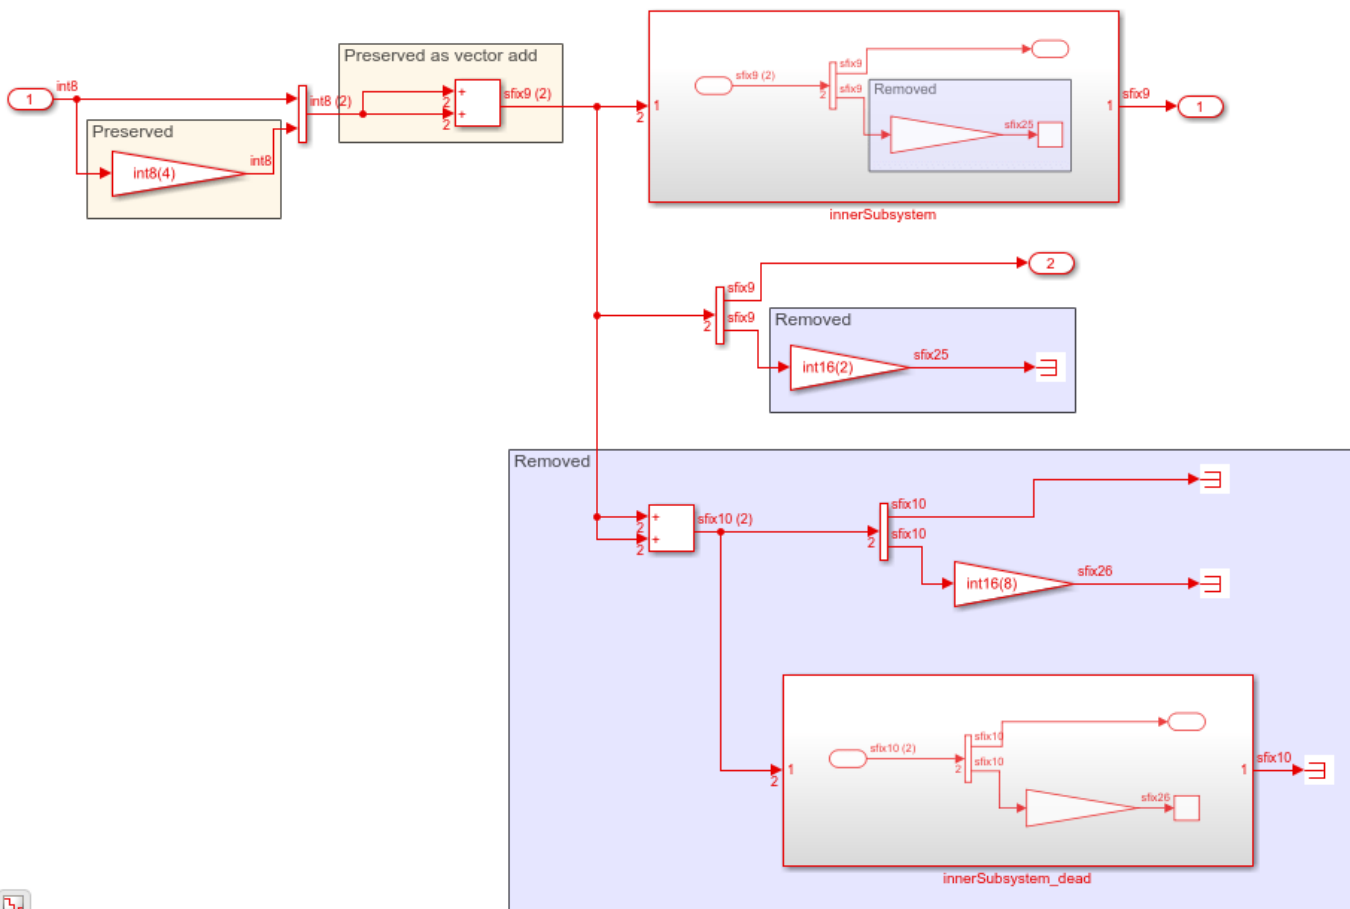 Preserved as vector add
int8
1
int8 (2)
+
2
+
2
sfix9 (2)
1
2
sfix9 (2)
2
sfix9
sfix9
Removed
sfix25
1
sfix9
1
innerSubsystem
Preserved
int8(4)
int8
2
sfix9
sfix9
2
Removed
int16(2)
sfix25
Removed
+
2
+
2
sfix10 (2)
2
sfix10
sfix10
int16(8)
sfix26
1
2
sfix10 (2)
2
sfix10
sfix10
sfix26
1
sfix10
innerSubsystem_dead